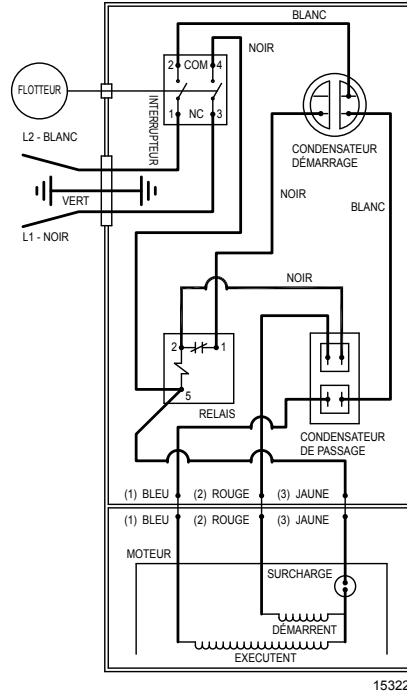 BLANC
NOIR
2 COM 4
FLOTTEUR
INTERRUPTEUR
1 NC 3
L2 - BLANC
VERT
L1 - NOIR
CONDENSATEUR
DÉMARRAGE
NOIR
BLANC
NOIR
2 1
5
RELAIS
CONDENSATEUR
DE PASSAGE
(1) BLEU (2) ROUGE (3) JAUNE
(1) BLEU (2) ROUGE (3) JAUNE
MOTEUR
SURCHARGE
DÉMARRENT
EXECUTENT
15322